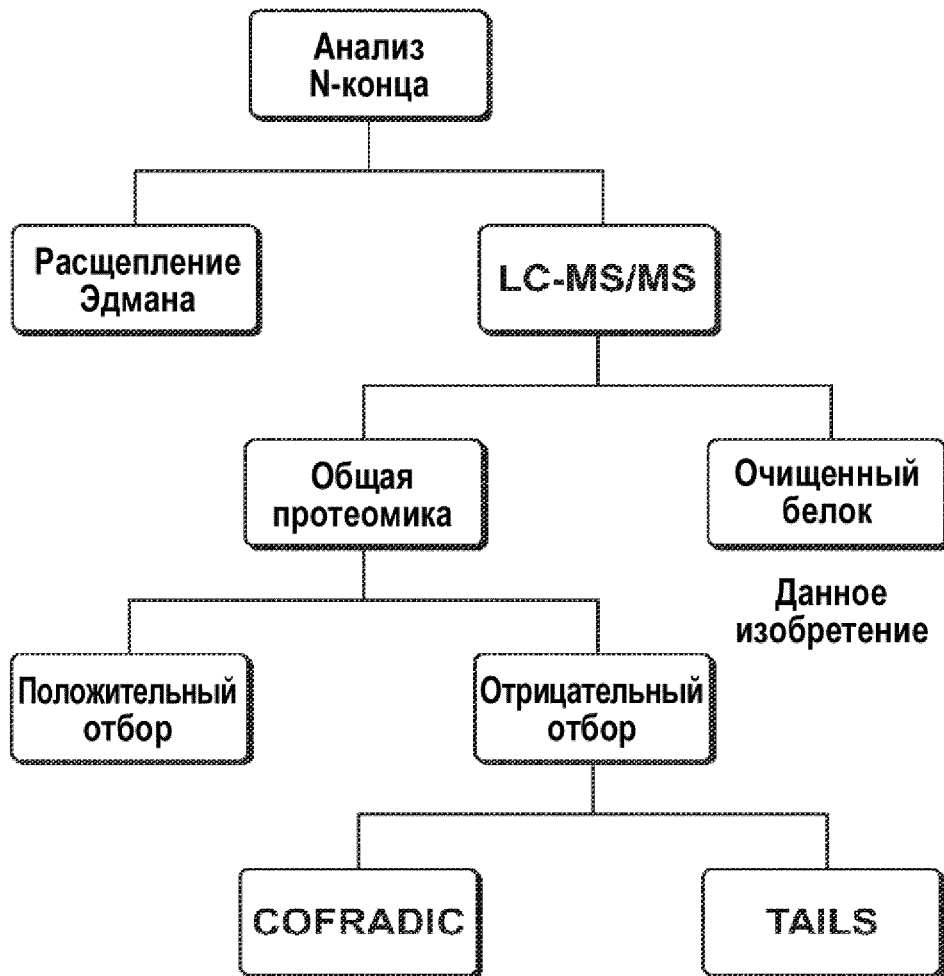 Анализ
N-конца
Расщепление
Эдмана
LC-MS/MS
Общая
протеомика
Очищенный
белок
Данное
изобретение
Положительный
отбор
Отрицательный
отбор
COFRADIC
TAILS